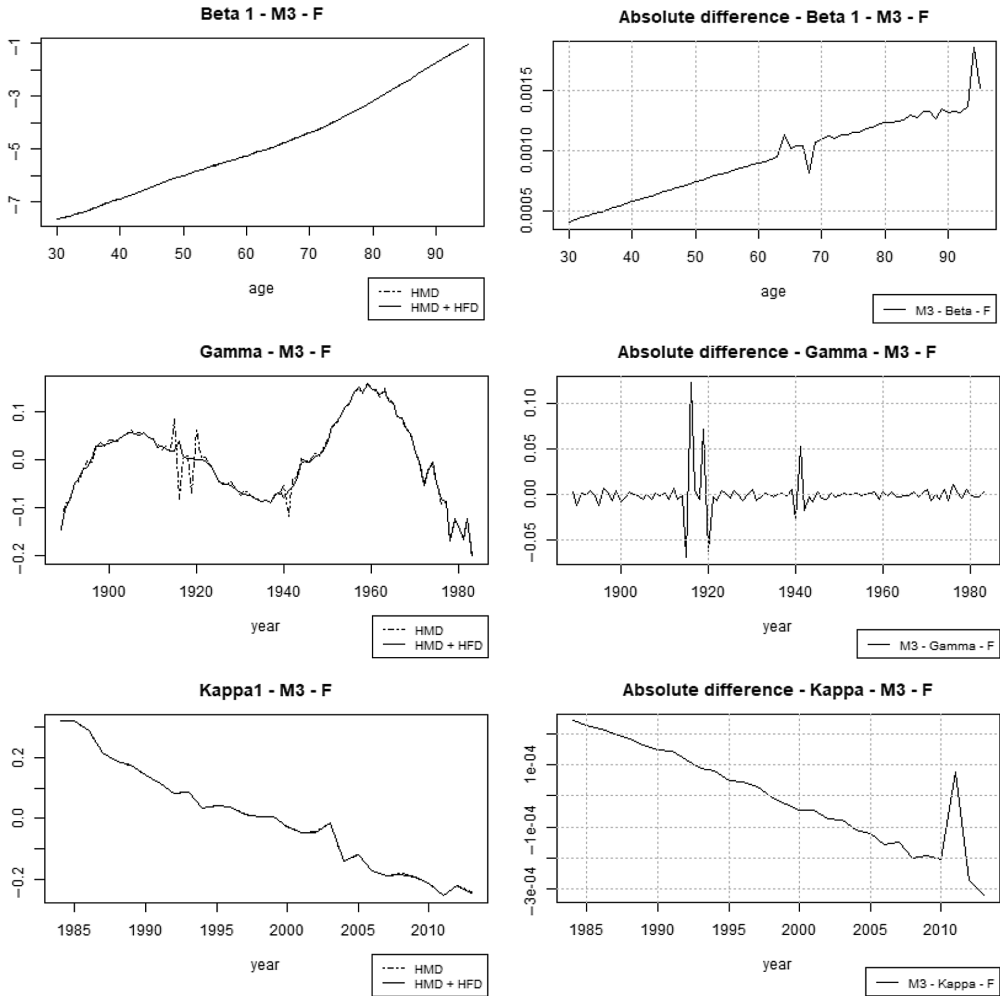 Beta 1 - M3 - F
-1
-3
-5
-7
30 40 50 60 70 80 90
age
HMD
HMD + HFD
Absolute difference - Beta 1 - M3 - F
0.0015
0.0010
0.0005
30 40 50 60 70 80 90
age
M3 - Beta - F
Gamma - M3 - F
0.1
0.0
-0.1
-0.2
1900 1920 1940 1960 1980
year
HMD
HMD + HFD
Absolute difference - Gamma - M3 - F
0.10
0.05
0.00
-0.05
1900 1920 1940 1960 1980
year
M3 - Gamma - F
Kappa1 - M3 - F
0.2
0.0
-0.2
1985 1990 1995 2000 2005 2010
year
HMD
HMD + HFD
Absolute difference - Kappa - M3 - F
1e-04
-1e-04
-3e-04
1985 1990 1995 2000 2005 2010
year
M3 - Kappa - F